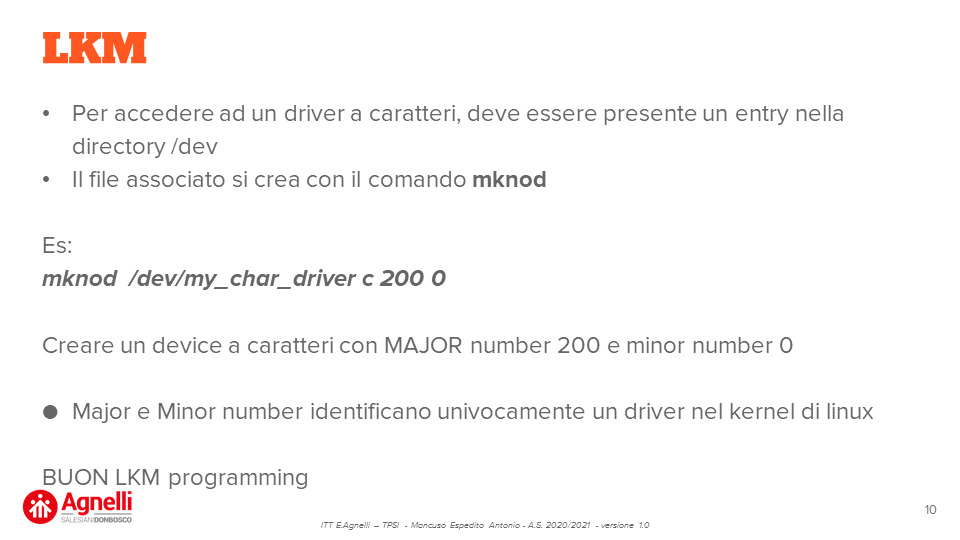 LKM
• Per accedere ad un driver a caratteri, deve essere presente un entry nella
directory /dev
• Il file associato si crea con il comando mknod
Es:
mknod /dev/my_char_driver c 200 0
Creare un device a caratteri con MAJOR number 200 e minor number 0
● Major e Minor number identificano univocamente un driver nel kernel di linux
BUON LKM programming
Agnelli
SALESIANIDONBOSCO
ITT E.Agnelli – TPSI - Mancuso Espedito Antonio - A.S. 2020/2021 - versione 1.0
10